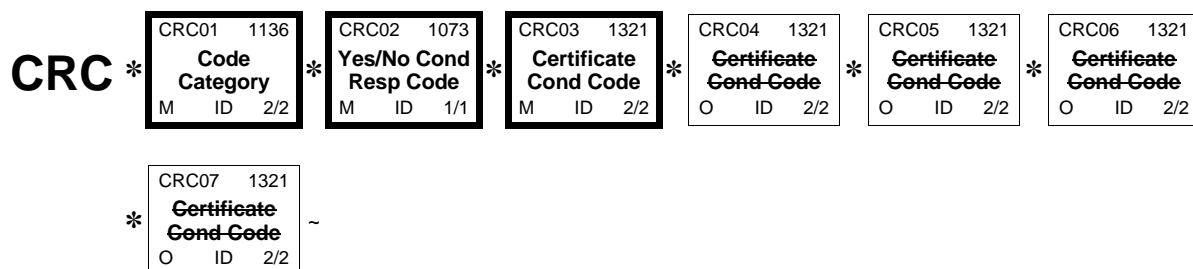 CRC01 1136 CRC02 1073 CRC03 1321 CRC04 1321 CRC05 1321 CRC06 1321
CRC * Code Category * Yes/No Cond Resp Code * Certificate Cond Code * Certificate Cond Code * Certificate Cond Code * Certificate Cond Code
M ID 2/2 M ID 1/1 M ID 2/2 O ID 2/2 O ID 2/2 O ID 2/2
CRC07 1321
* Certificate Cond Code ~
O ID 2/2